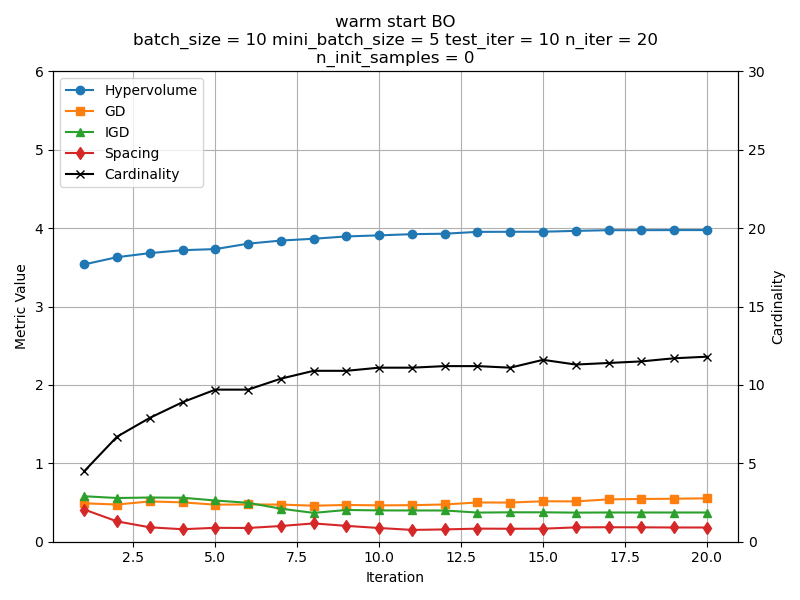 warm start BO
batch_size = 10 mini_batch_size = 5 test_iter = 10 n_iter = 20
n_init_samples = 0
Hypervolume
GD
IGD
Spacing
Cardinality
Metric Value
6
5
4
3
2
1
0
30
25
20
15
10
5
0
Cardinality
2.5 5.0 7.5 10.0 12.5 15.0 17.5 20.0
Iteration